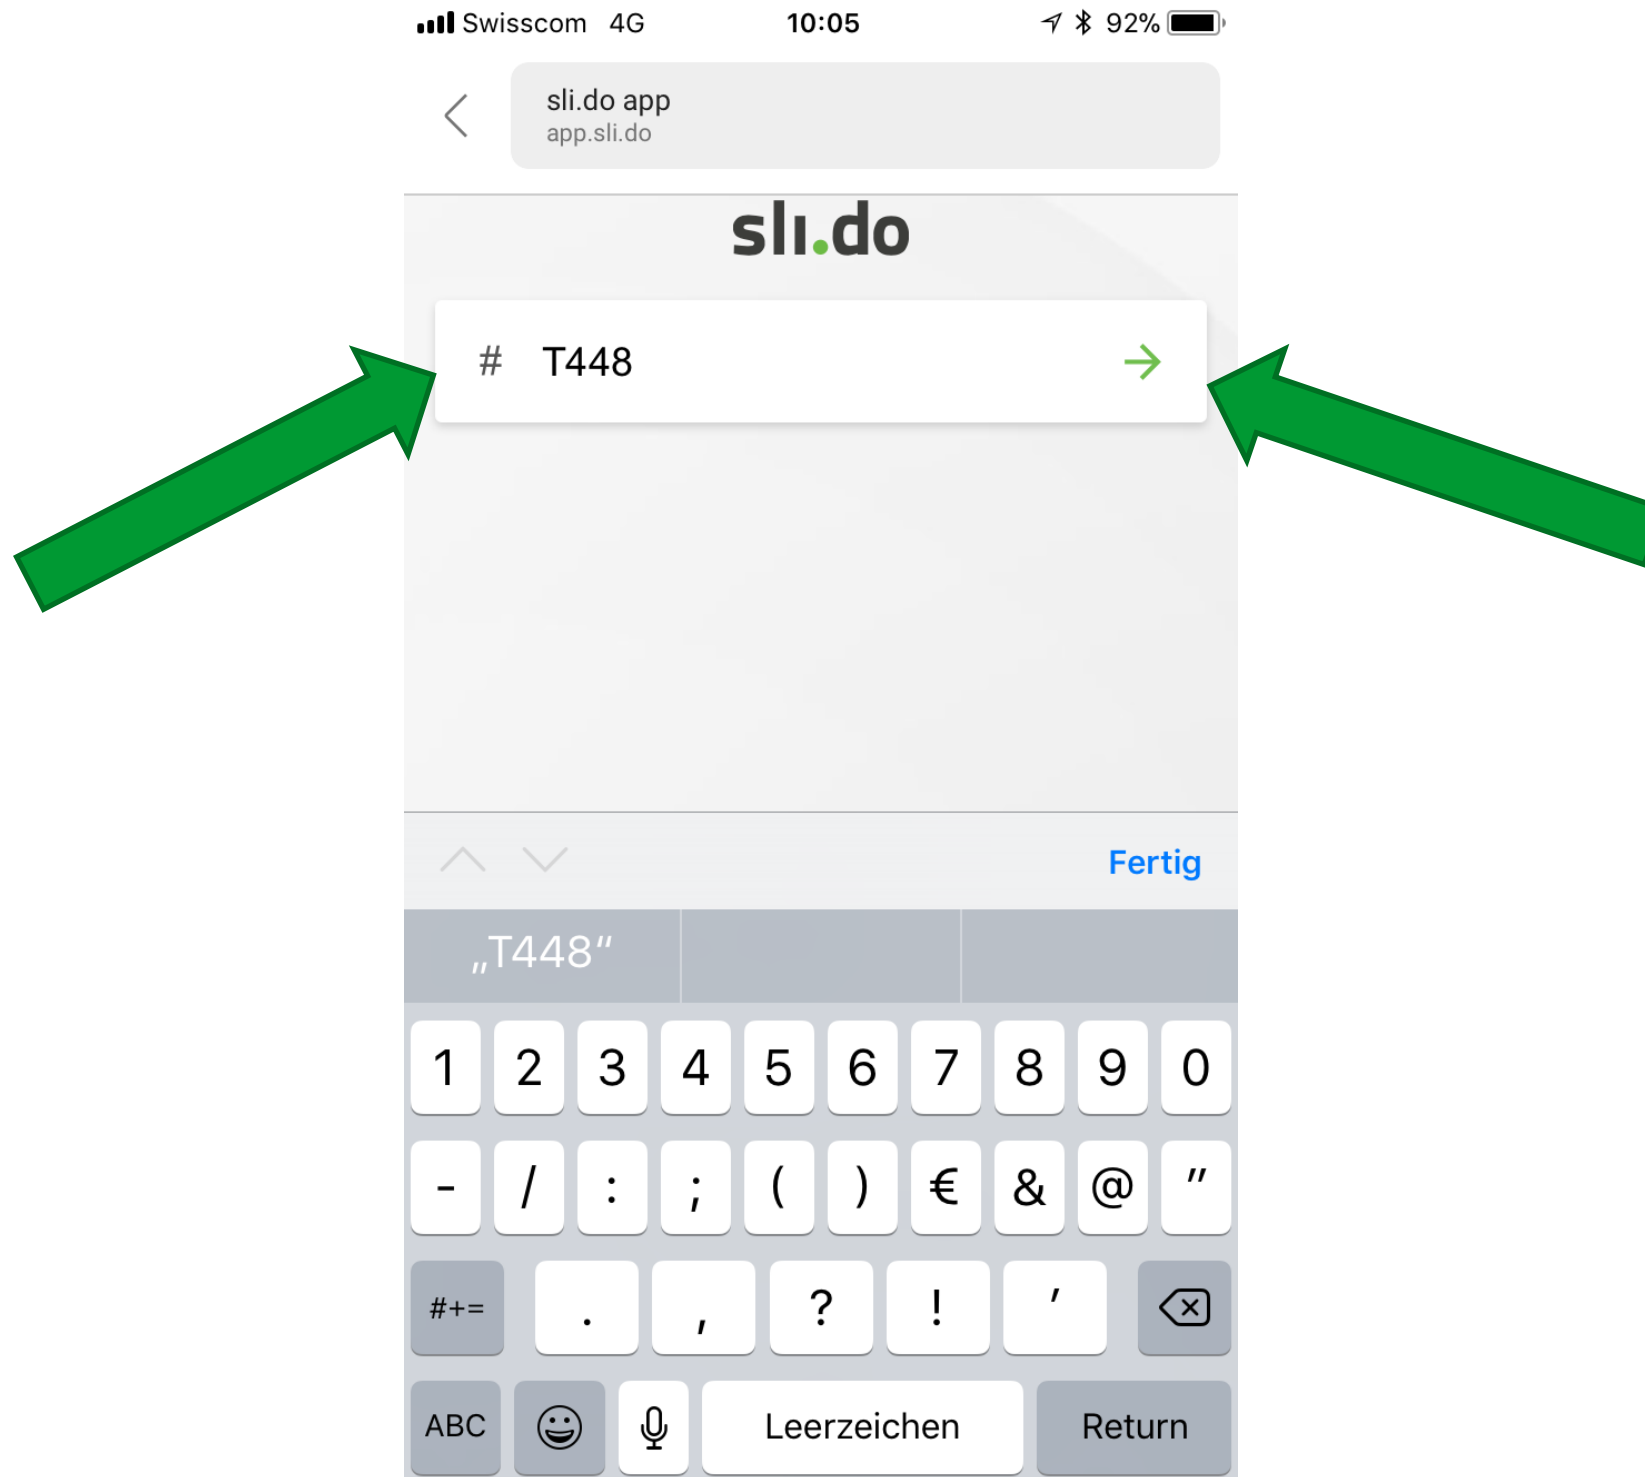 Swisscom 4G 10:05 92%
sli.do app
app.sli.do
sli.do
# T448
Fertig
„T448“
1 2 3 4 5 6 7 8 9 0
- / : ; ( ) € & @ "
#+= . , ? ! '
ABC Leerzeichen Return